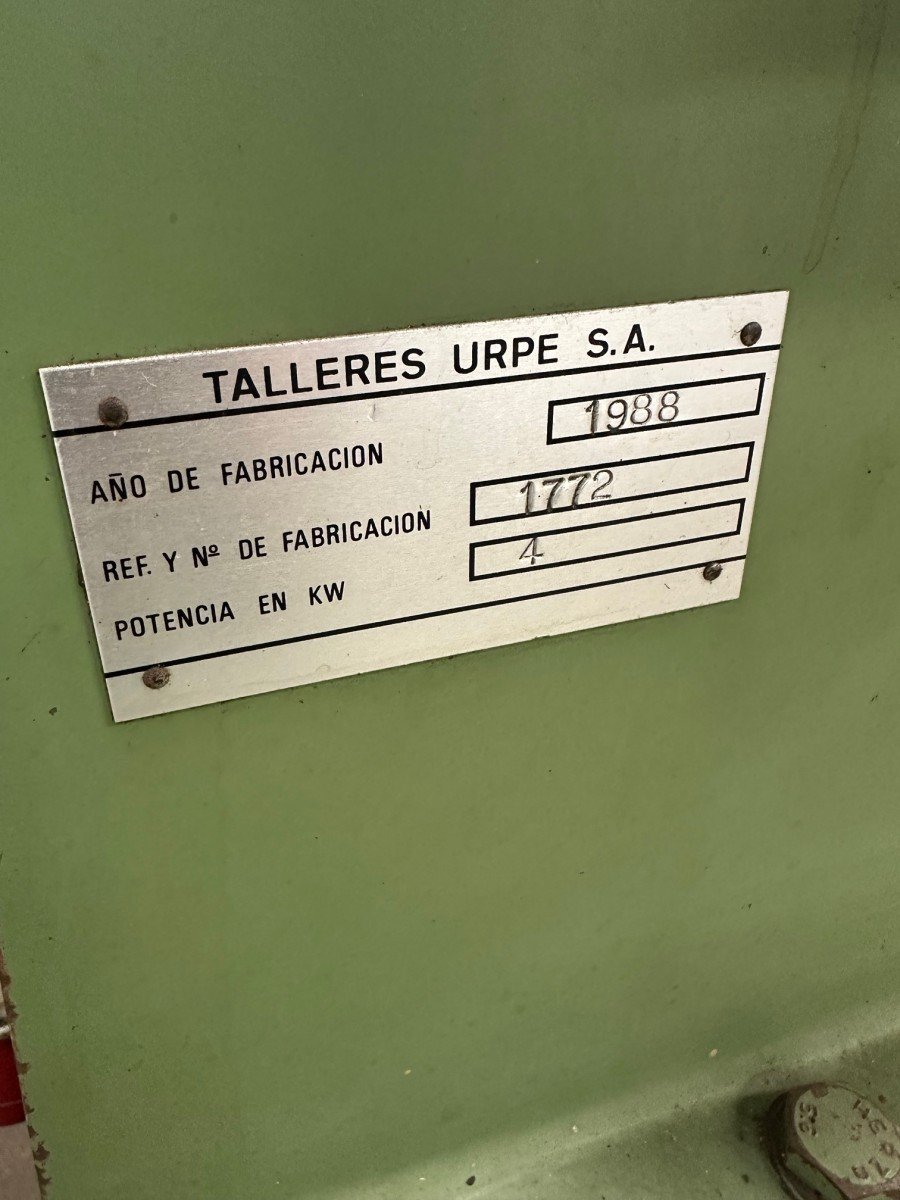 TALLERES URPE S.A.
AÑO DE FABRICACION 1988
REF. Y Nº DE FABRICACION 1772
POTENCIA EN KW 4